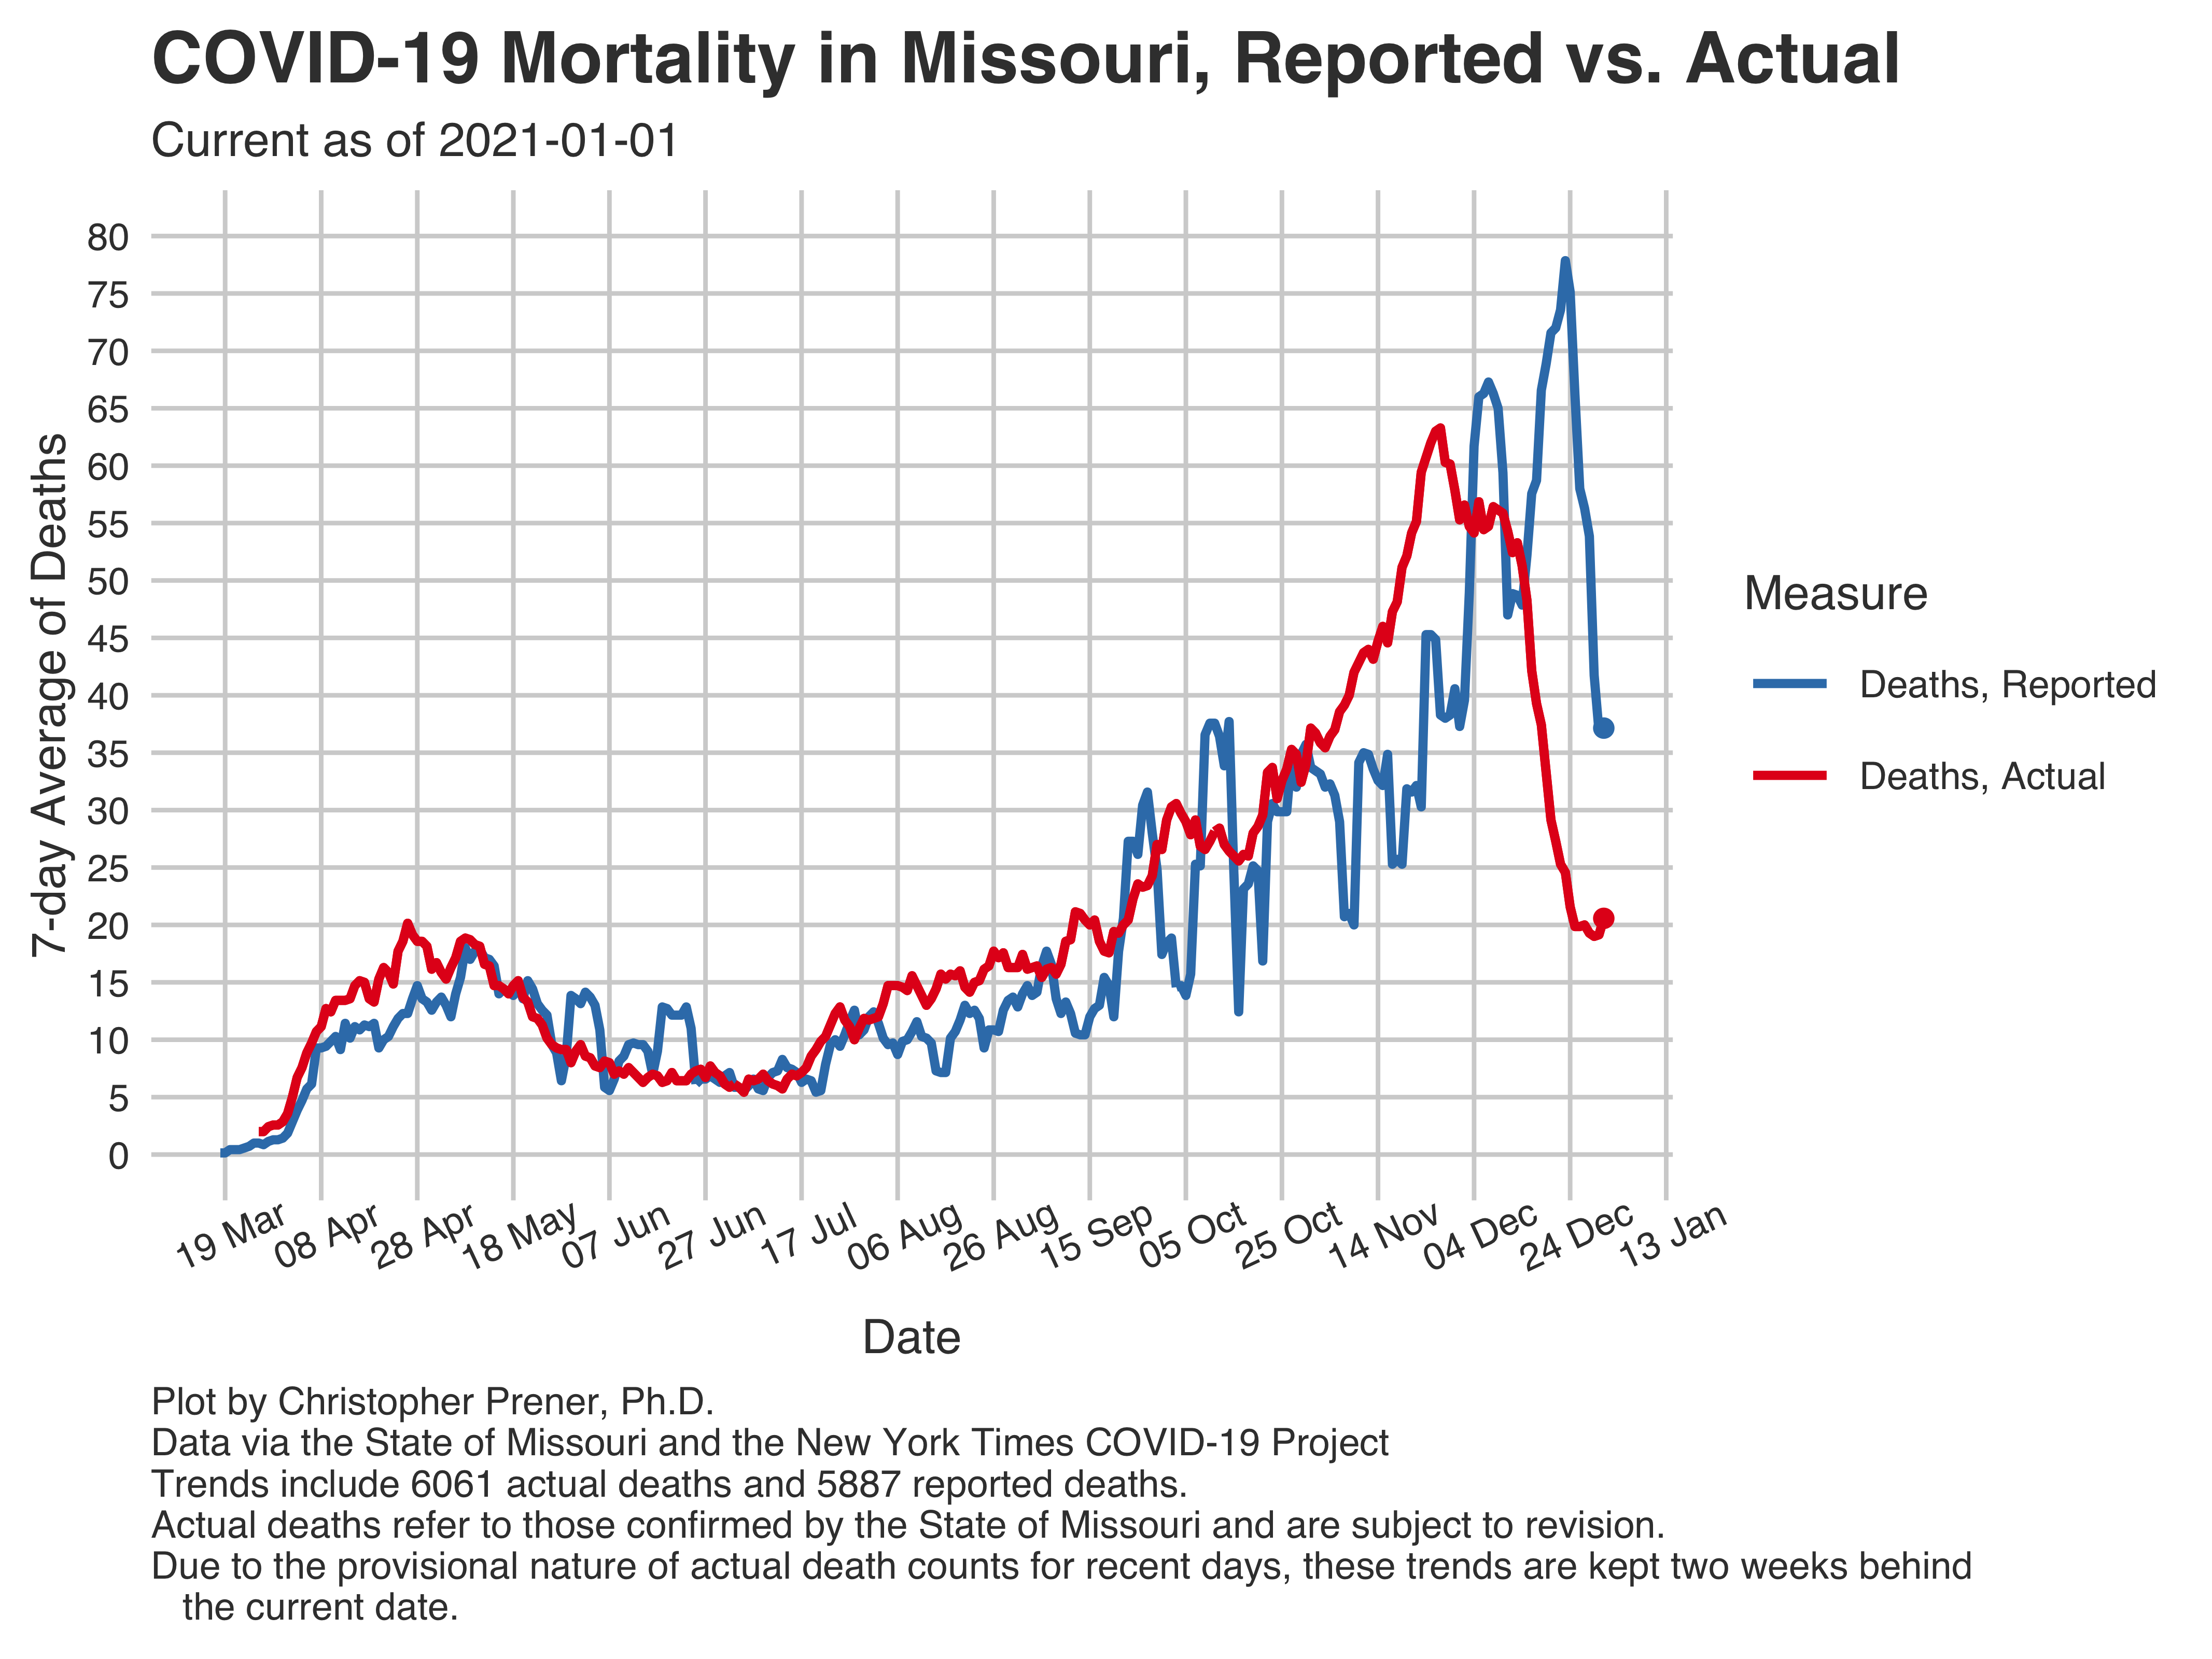 COVID-19 Mortality in Missouri, Reported vs. Actual
Current as of 2021-01-01
80
75
70
65
60
55
50
45
40
35
30
25
20
15
10
5
0
7-day Average of Deaths
19 Mar
08 Apr
28 Apr
18 May
07 Jun
27 Jun
17 Jul
06 Aug
26 Aug
15 Sep
05 Oct
25 Oct
14 Nov
04 Dec
24 Dec
13 Jan
Date
Measure
Deaths, Reported
Deaths, Actual
Plot by Christopher Prener, Ph.D.
Data via the State of Missouri and the New York Times COVID-19 Project
Trends include 6061 actual deaths and 5887 reported deaths.
Actual deaths refer to those confirmed by the State of Missouri and are subject to revision.
Due to the provisional nature of actual death counts for recent days, these trends are kept two weeks behind
the current date.